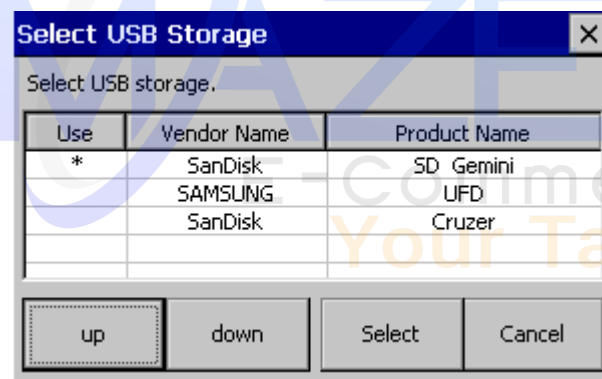 Select USB Storage
Select USB storage.
Use Vendor Name Product Name
* SanDisk SD Gemini
SAMSUNG UFD
SanDisk Cruzer
up down Select Cancel